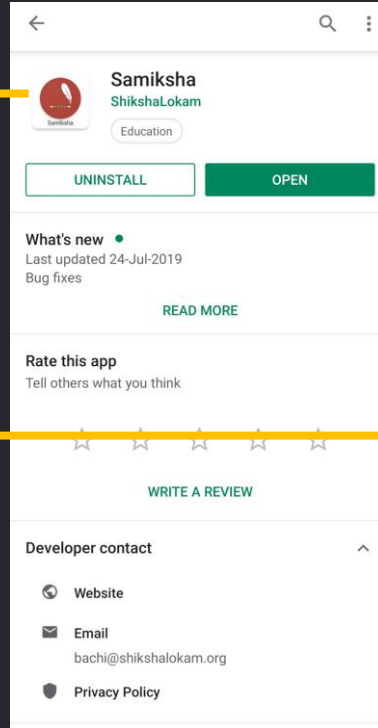 Samiksha
ShikshaLokam
Samiksha
Education
UNINSTALL
OPEN
What's new
Last updated 24-Jul-2019
Bug fixes
READ MORE
Rate this app
Tell others what you think
WRITE A REVIEW
Developer contact
Website
Email
bachi@shikshalokam.org
Privacy Policy